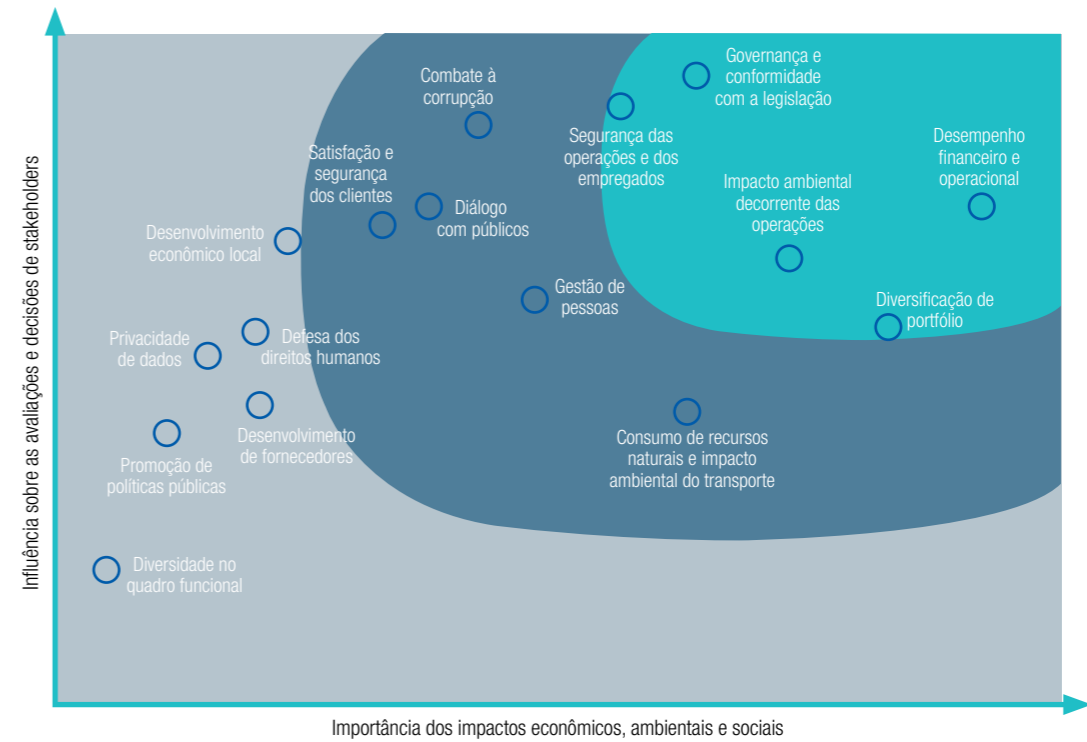 Influência sobre as avaliações e decisões de stakeholders
Governança e
conformidade
com a legislação
Combate à
corrupção
Segurança das
operações e dos
empregados
Desempenho
financeiro e
operacional
Satisfação e
segurança
dos clientes
Impacto ambiental
decorrente das
operações
Diálogo
com públicos
Desenvolvimento
econômico local
Gestão de
pessoas
Diversificação de
portfólio
Privacidade
de dados
Defesa dos
direitos humanos
Desenvolvimento
de fornecedores
Consumo de recursos
naturais e impacto
ambiental do transporte
Promoção de
políticas públicas
Diversidade no
quadro funcional
Importância dos impactos econômicos, ambientais e sociais